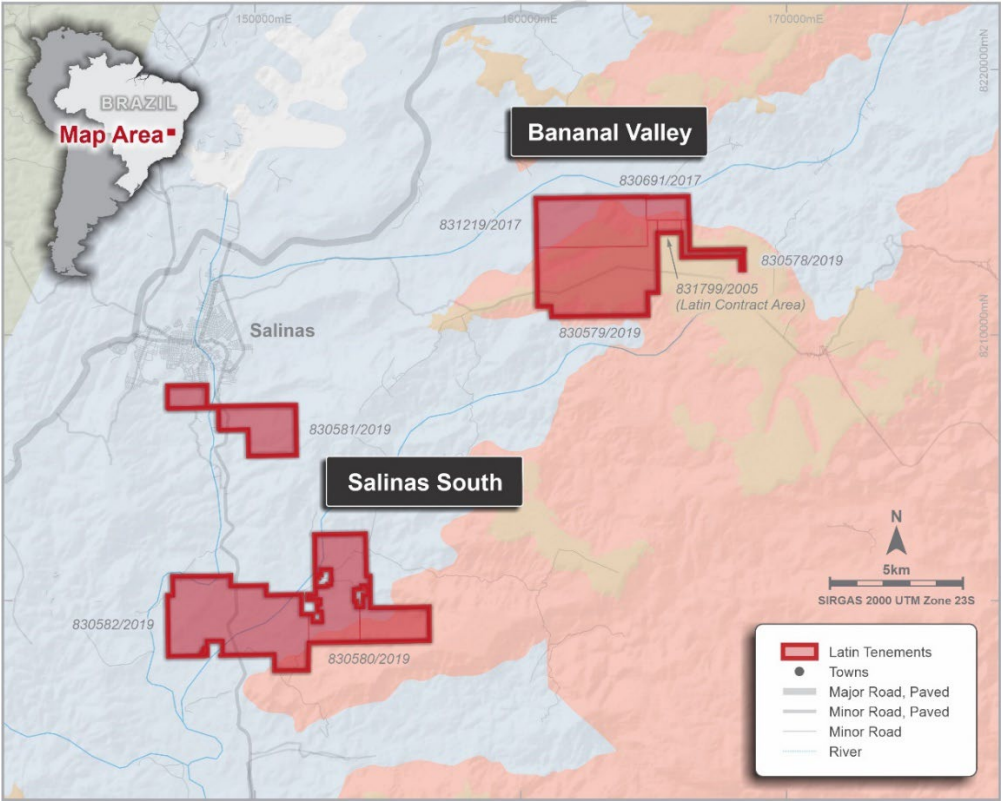 150000mE
160000mE
170000mE
8220000mN
BRAZIL
Map Area
Bananal Valley
830691/2017
831219/2017
830578/2019
831799/2005
(Latin Contract Area)
8210000mN
830579/2019
Salinas
830581/2019
Salinas South
N
5km
SIRGAS 2000 UTM Zone 23S
830582/2019
830580/2019
Latin Tenements
Towns
Major Road, Paved
Minor Road, Paved
Minor Road
River